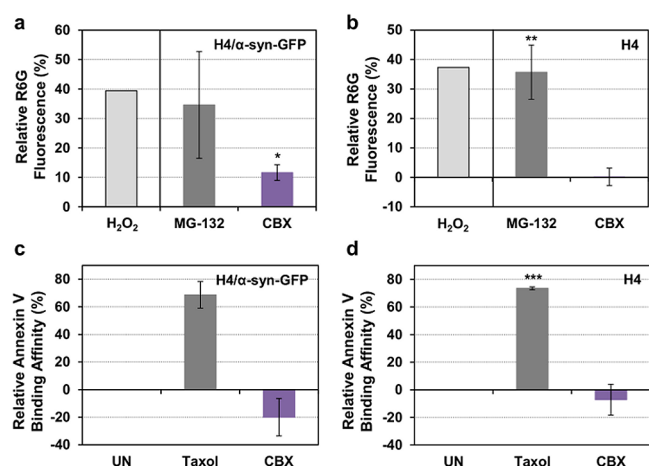 a
H4/α-syn-GFP
Relative R6G
Fluorescence (%)
60
50
40
30
20
10
0
*
H₂O₂ MG-132 CBX
b
H4
Relative R6G
Fluorescence (%)
50
40
30
20
10
0
-10
**
H₂O₂ MG-132 CBX
c
H4/α-syn-GFP
Relative Annexin V
Binding Affinity (%)
80
60
40
20
0
-20
-40
UN Taxol CBX
d
H4
Relative Annexin V
Binding Affinity (%)
80
60
40
20
0
-20
-40
***
UN Taxol CBX